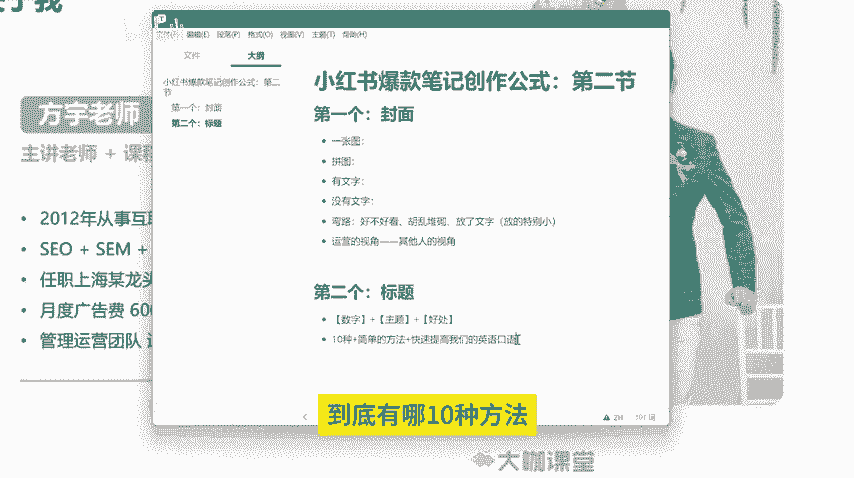 方宇老师
2012年从事互
SEO + SEM +
任职上海某龙头
月度广告费 600
管理运营团队
主讲老师 + 课程
编辑(E) 段落(P) 格式(O) 视图(V) 主题(T) 帮助(H)
文件 大纲
小红书爆款笔记创作公式：第二节
第一个：封面
第二个：标题
小红书爆款笔记创作公式：第二节
第一个：封面
一张图：
拼图：
有文字：
没有文字：
弯路：好不好看、胡乱堆砌、放了文字（放的特别小）
运营的视角——其他人的视角
第二个：标题
【数字】+【主题】+【好处】
10种+简单的方法+快速提高我们的英语口语
到底有哪10种方法
大咖课堂